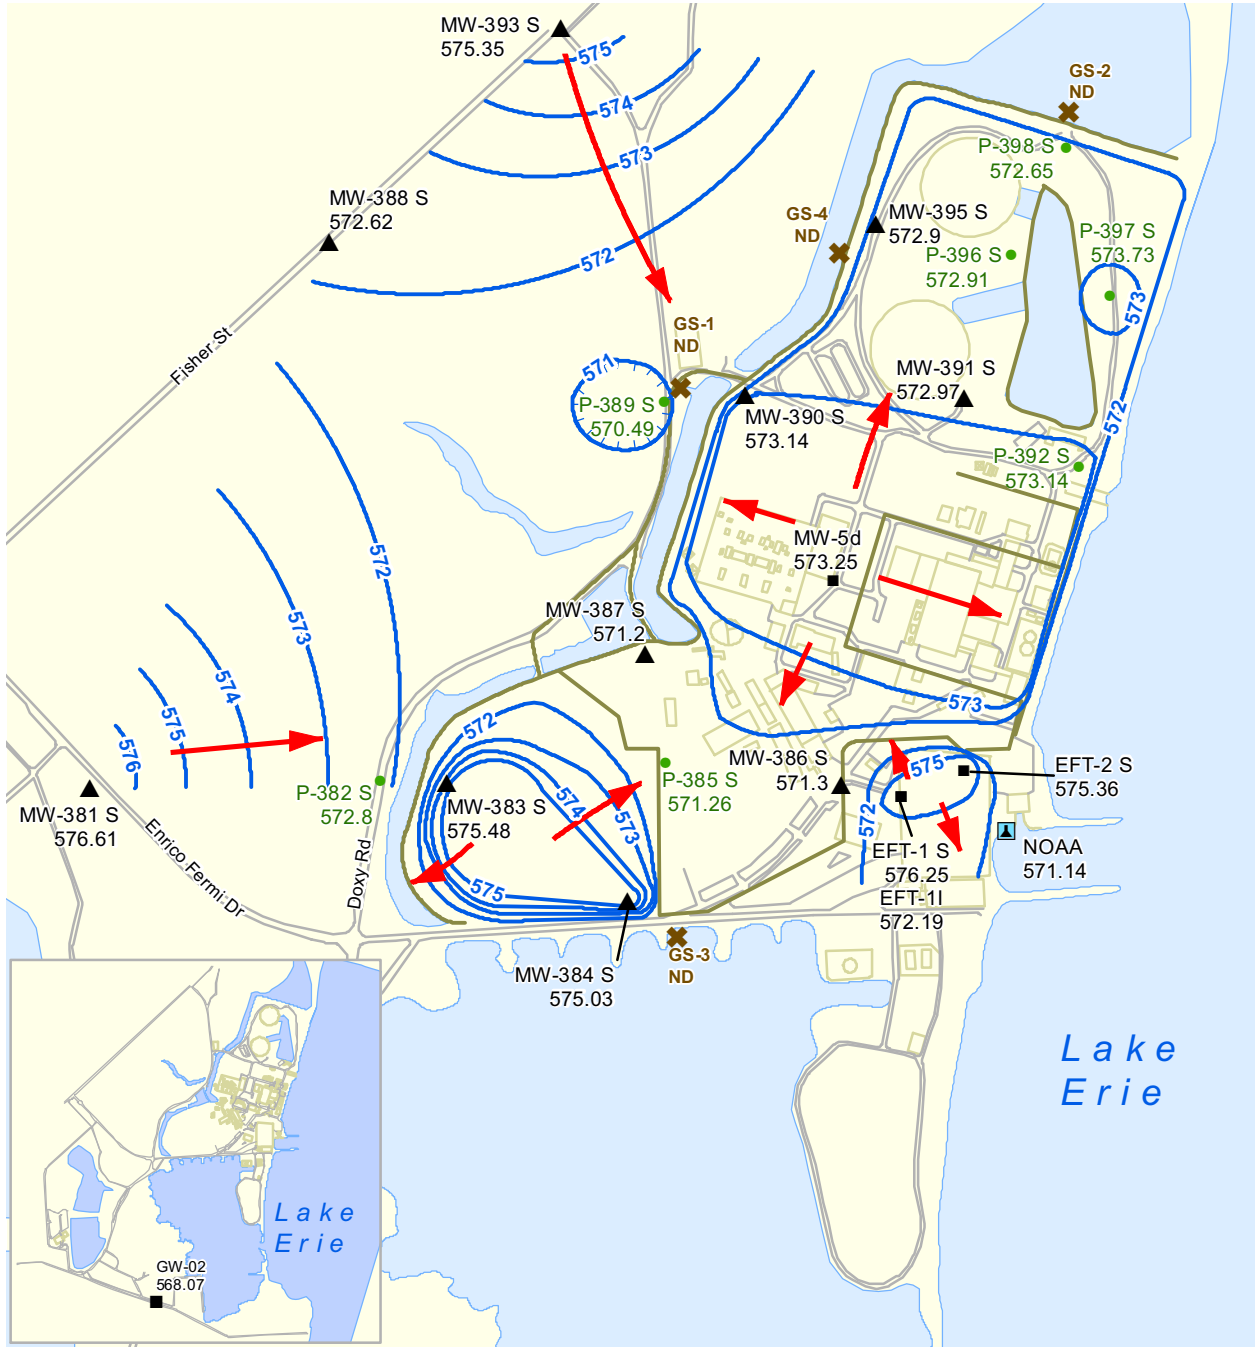 MW-393 S
575.35
575
574
573
572
GS-2
ND
P-398 S
572.65
MW-388 S
572.62
GS-4
ND
MW-395 S
572.9
P-396 S
572.91
P-397 S
573.73
573
Fisher St
GS-1
ND
571
P-389 S
570.49
MW-391 S
572.97
MW-390 S
573.14
572
P-392 S
573.14
MW-5d
573.25
572
573
574
575
576
MW-387 S
571.2
573
MW-381 S
576.61
Enrico Fermi Dr
P-382 S
572.8
Doxy Rd
572
MW-383 S
575.48
574
573
575
P-385 S
571.26
MW-386 S
571.3
575
572
EFT-2 S
575.36
NOAA
571.14
EFT-1 S
576.25
EFT-1I
572.19
MW-384 S
575.03
GS-3
ND
Lake
Erie
Lake
Erie
GW-02
568.07